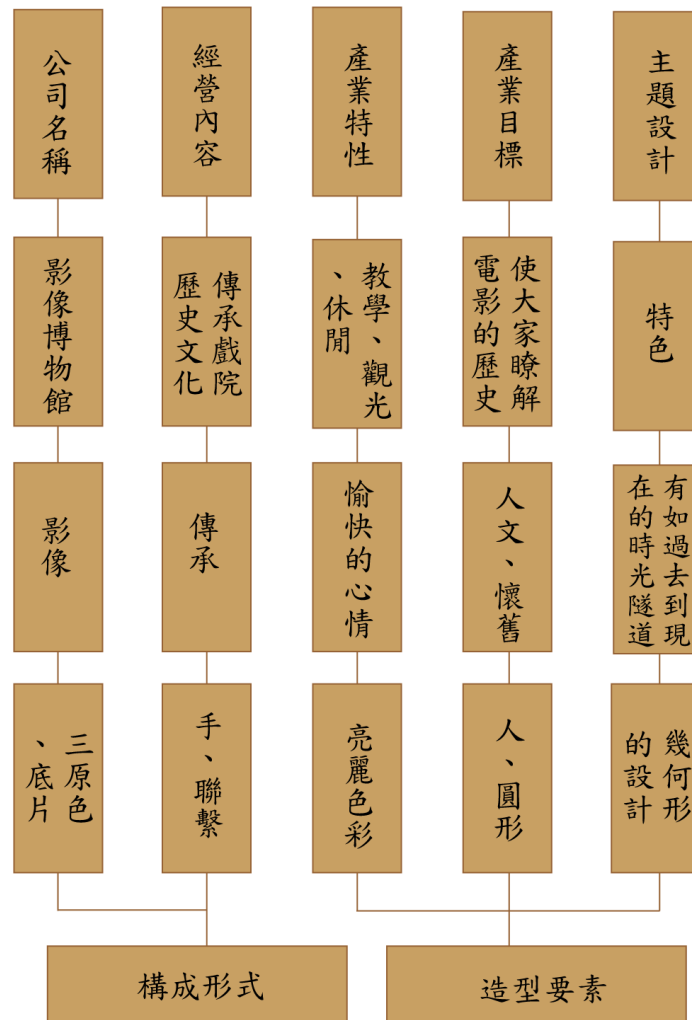 公司名稱
經營內容
產業特性
產業目標
主題設計
影像博物館
傳承戲院
歷史文化
教學、觀光
、休閒
使大家瞭解
電影的歷史
特色
影像
傳承
愉快的心情
人文、懷舊
有如過去到現
在的時光隧道
三原色
、底片
手、聯繫
亮麗色彩
人、圓形
幾何形
的設計
構成形式
造型要素